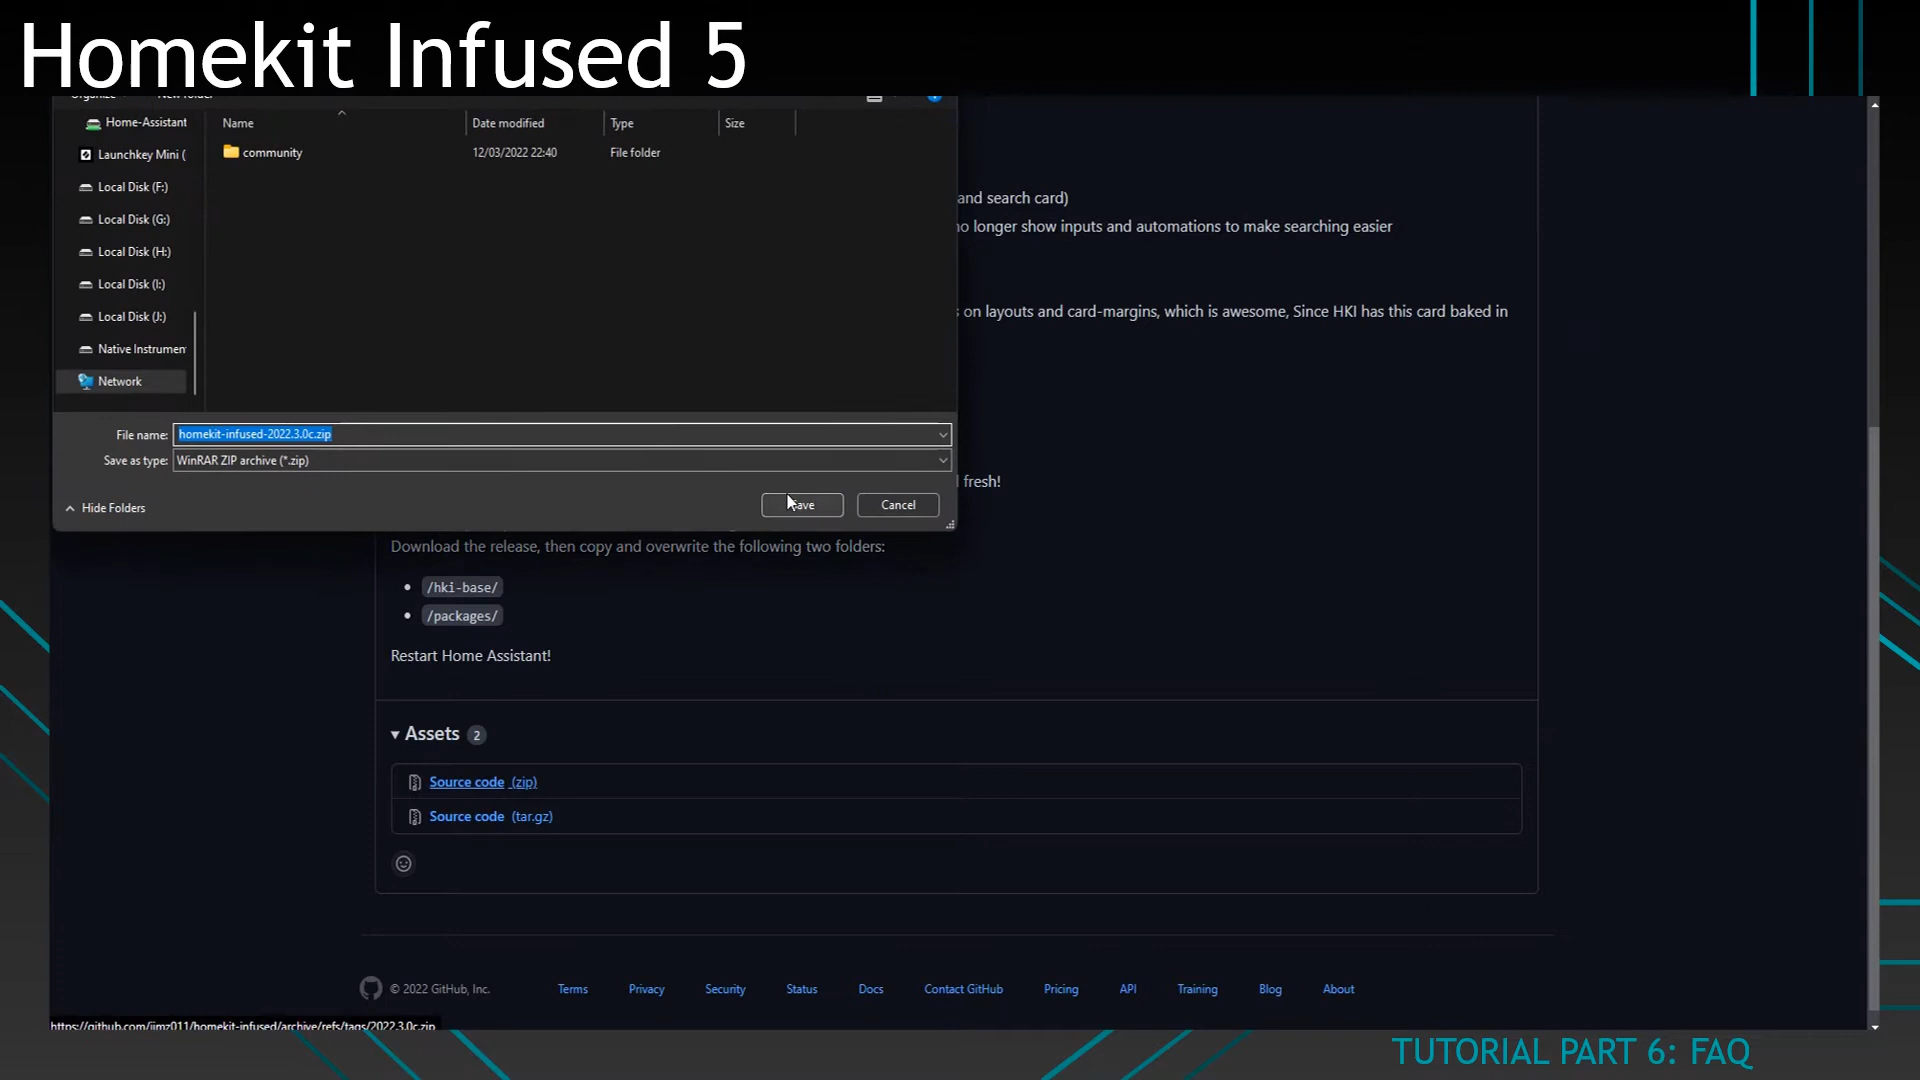 Homekit Infused 5
Organize New folder
Home-Assistant
Launchkey Mini (
Local Disk (F:)
Local Disk (G:)
Local Disk (H:)
Local Disk (I:)
Local Disk (J:)
Native Instrumen
Network
Name Date modified Type Size
community 12/03/2022 22:40 File folder
File name: homekit-infused-2022.3.0c.zip
Save as type: WinRAR ZIP archive (*.zip)
Hide Folders
Save Cancel
and search card)
no longer show inputs and automations to make searching easier
s on layouts and card-margins, which is awesome, Since HKI has this card baked in
l fresh!
Download the release, then copy and overwrite the following two folders:
/hki-base/
/packages/
Restart Home Assistant!
Assets 2
Source code (zip)
Source code (tar.gz)
© 2022 GitHub, Inc. Terms Privacy Security Status Docs Contact GitHub Pricing API Training Blog About
https://github.com/jimz011/homekit-infused/archive/refs/tags/2022.3.0c.zip
TUTORIAL PART 6: FAQ